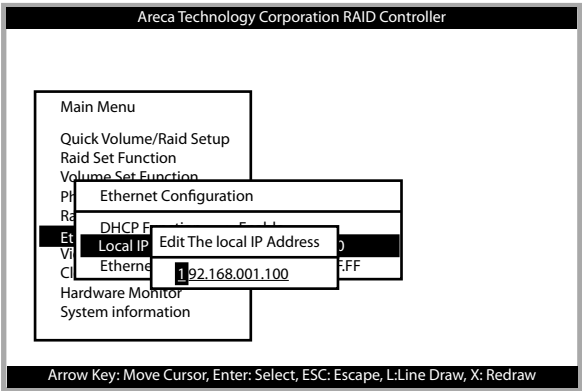 Areca Technology Corporation RAID Controller
Main Menu
Quick Volume/Raid Setup
Raid Set Function
Volume Set Function
Ph
Ra
Et
Vi
Cl
Hardware Monitor
System information
Ethernet Configuration
DHCP
Local IP
0
Etherne
F.FF
Edit The local IP Address
192.168.001.100
Arrow Key: Move Cursor, Enter: Select, ESC: Escape, L:Line Draw, X: Redraw